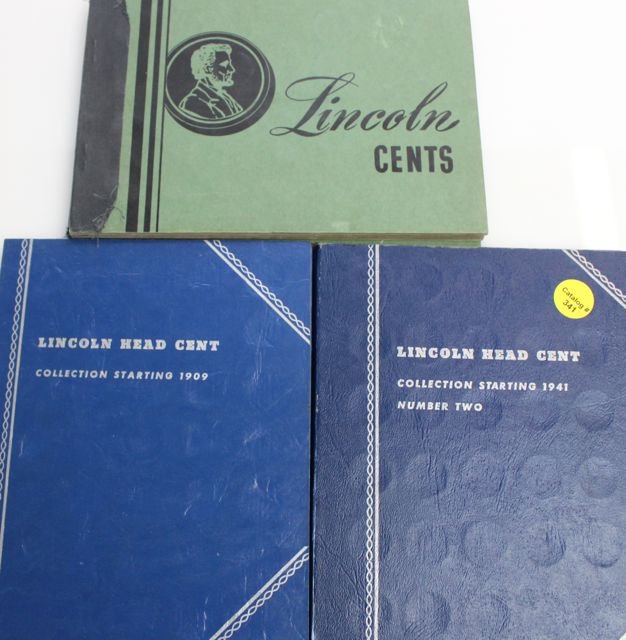 Lincoln
CENTS
LINCOLN HEAD CENT
COLLECTION STARTING 1909
LINCOLN HEAD CENT
COLLECTION STARTING 1941
NUMBER TWO
Catalog #
341